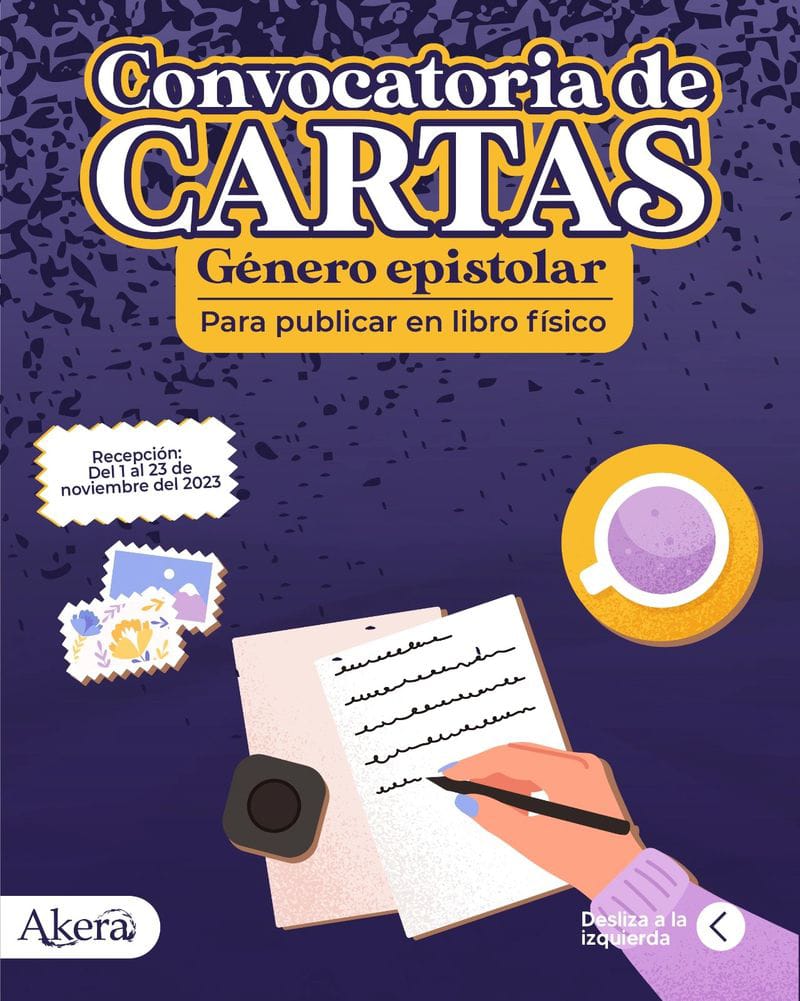 Convocatoria de
CARTAS
Género epistolar
Para publicar en libro físico
Recepción:
Del 1 al 23 de
noviembre del 2023
Akera
Desliza a la
izquierda